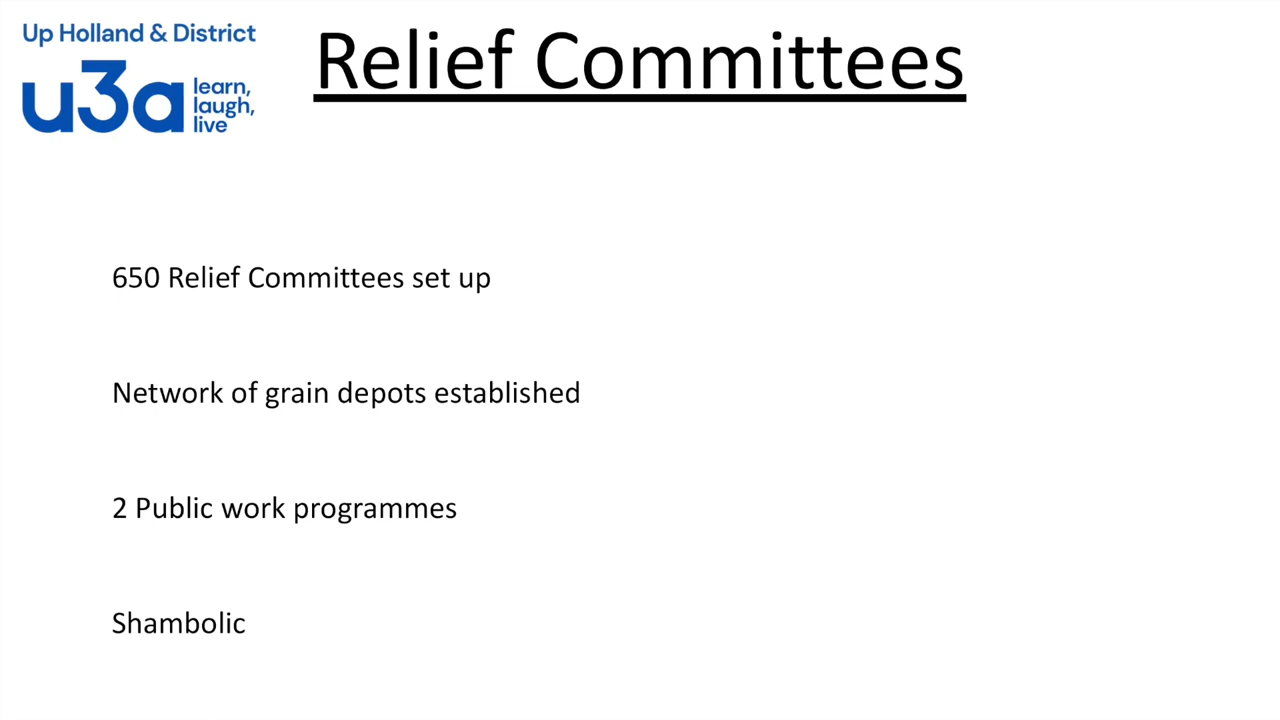 Up Holland & District
u3a
learn,
laugh,
live
Relief Committees
650 Relief Committees set up
Network of grain depots established
2 Public work programmes
Shambolic